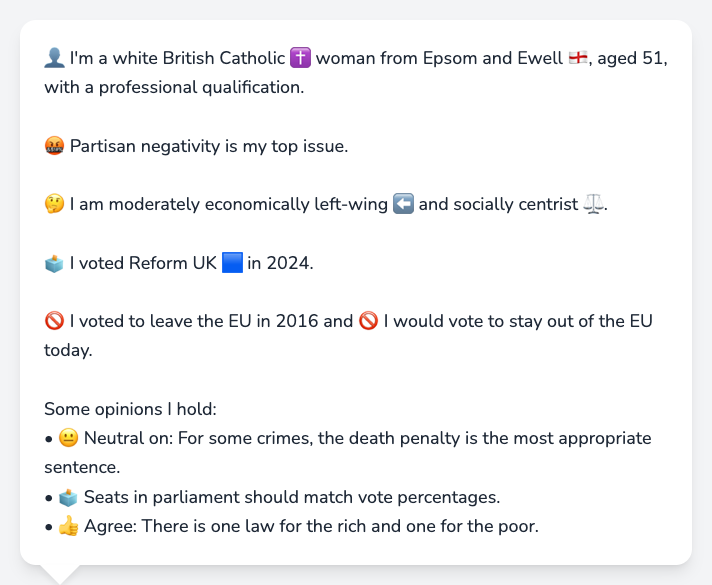 👤 I'm a white British Catholic ✝️ woman from Epsom and Ewell 🏴󠁧󠁢󠁥󠁮󠁧󠁿, aged 51,
with a professional qualification.
🤬 Partisan negativity is my top issue.
🤔 I am moderately economically left-wing ⬅️ and socially centrist ⚖️.
🗳️ I voted Reform UK 🟦 in 2024.
🚫 I voted to leave the EU in 2016 and 🚫 I would vote to stay out of the EU
today.
Some opinions I hold:
• 😐 Neutral on: For some crimes, the death penalty is the most appropriate
sentence.
• 🗳️ Seats in parliament should match vote percentages.
• 👍 Agree: There is one law for the rich and one for the poor.